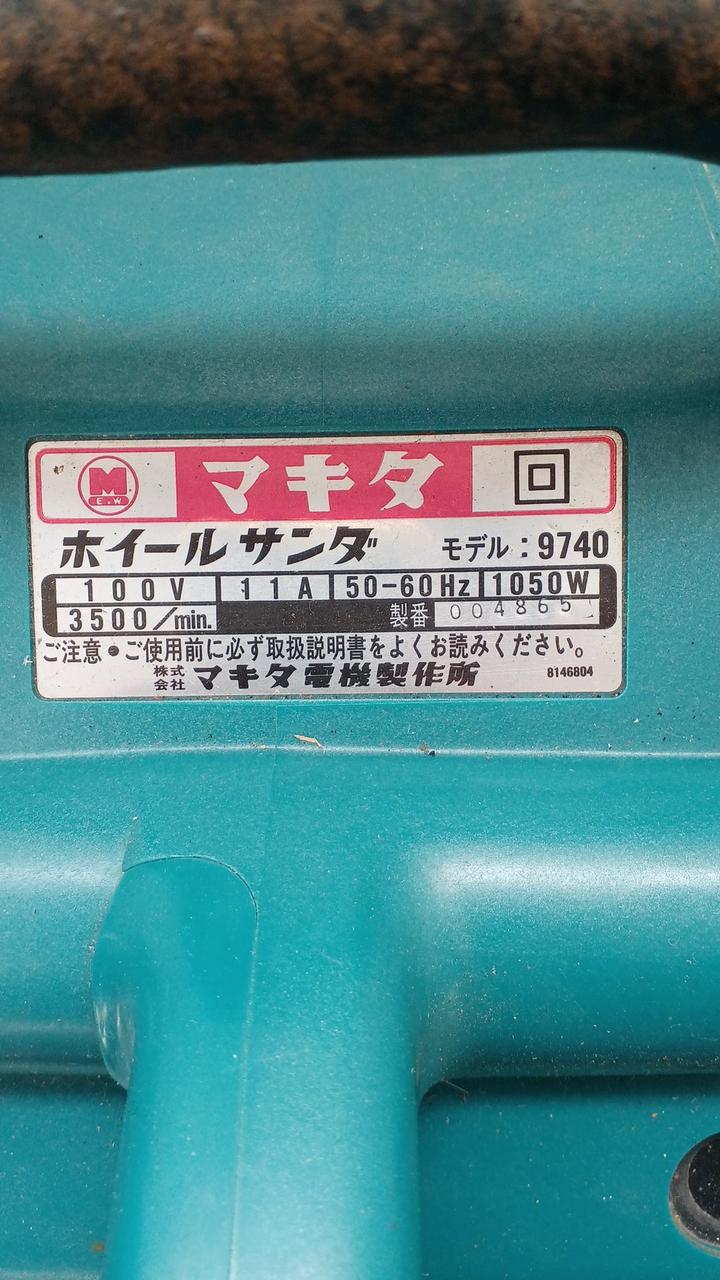 M
E.W
マキタ
ホイールサンダ モデル:9740
100V 11A 50-60Hz 1050W
3500/min. 製番 004865
ご注意・ご使用前に必ず取扱説明書をよくお読みください。
株式会社 マキタ電機製作所 8146804